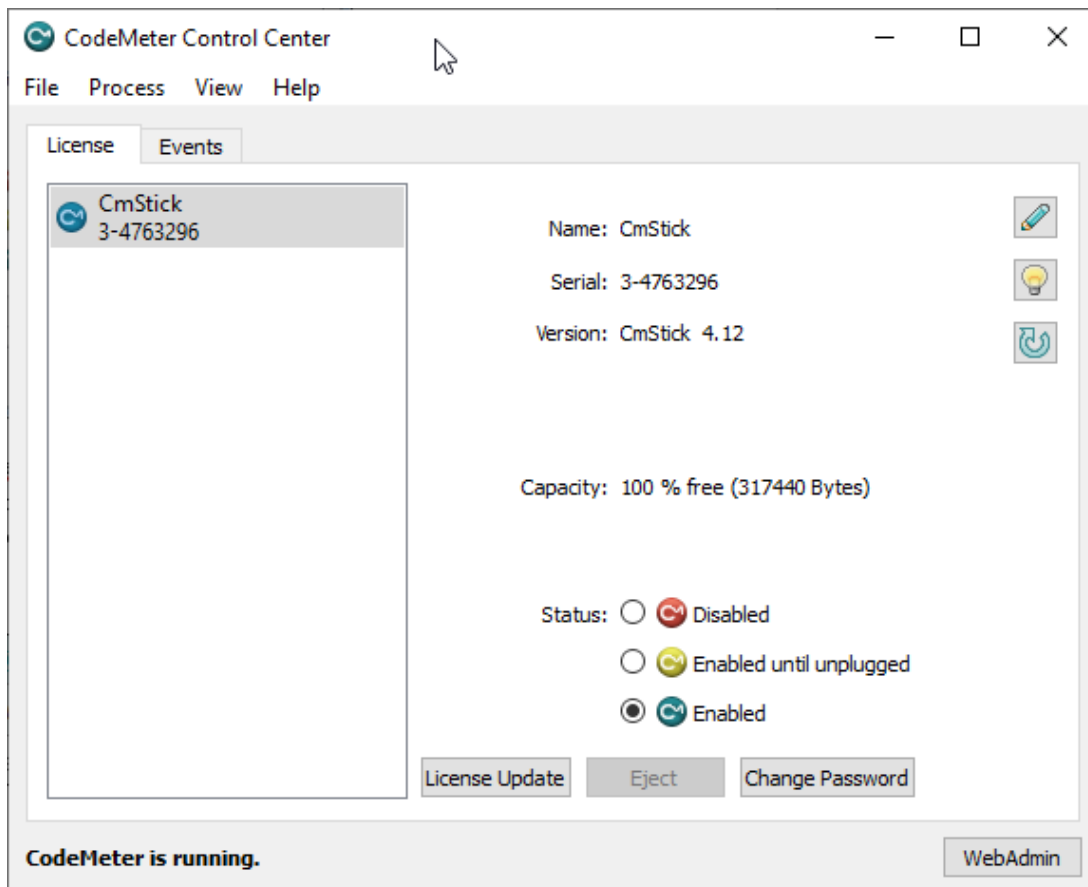 CodeMeter Control Center
File Process View Help
License Events
CmStick
3-4763296
Name: CmStick
Serial: 3-4763296
Version: CmStick 4.12
Capacity: 100 % free (317440 Bytes)
Status: Disabled
Enabled until unplugged
Enabled
License Update Eject Change Password
CodeMeter is running. WebAdmin